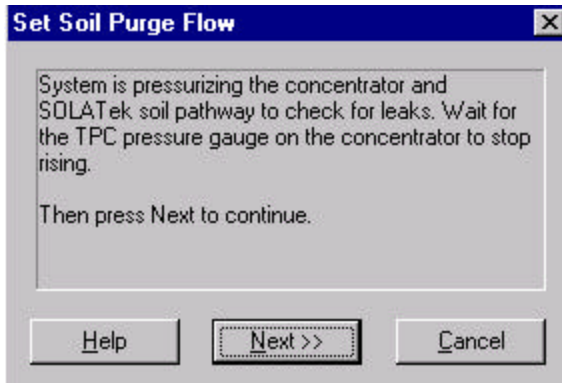 Set Soil Purge Flow
System is pressurizing the concentrator and
SOLATek soil pathway to check for leaks. Wait for
the TPC pressure gauge on the concentrator to stop
rising.
Then press Next to continue.
Help
Next >>
Cancel